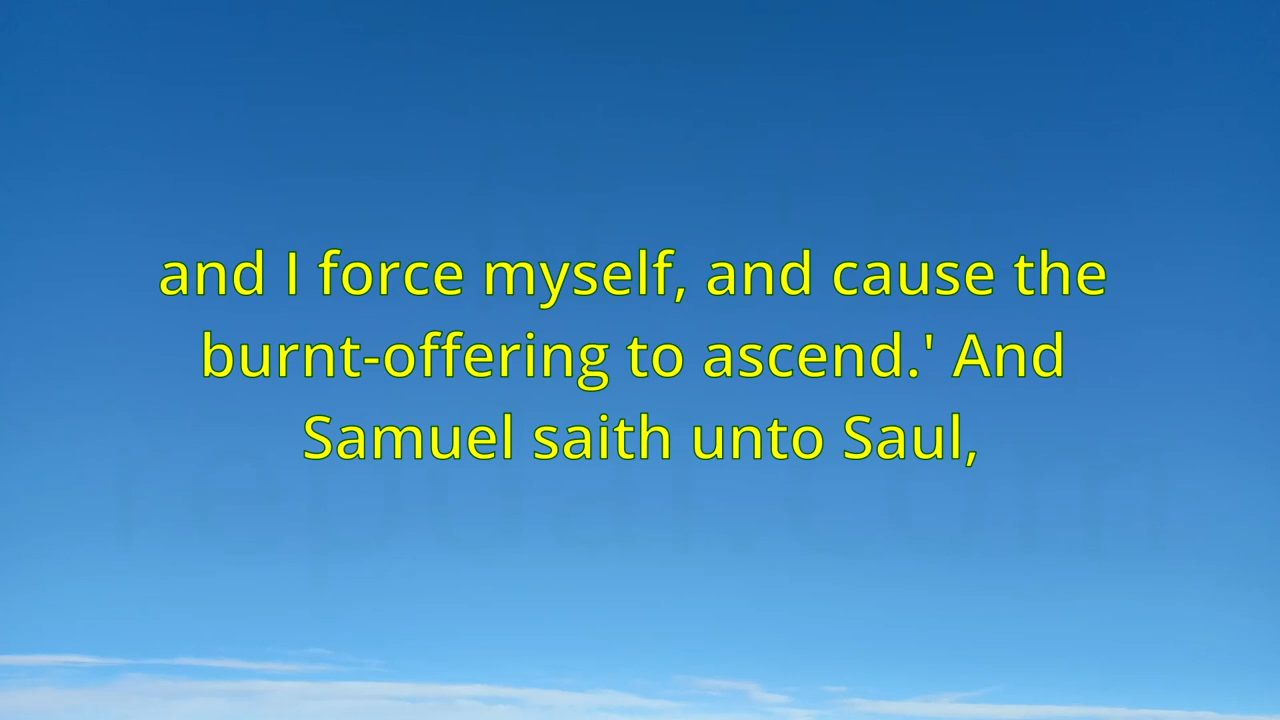 and I force myself, and cause the
burnt-offering to ascend.' And
Samuel saith unto Saul,